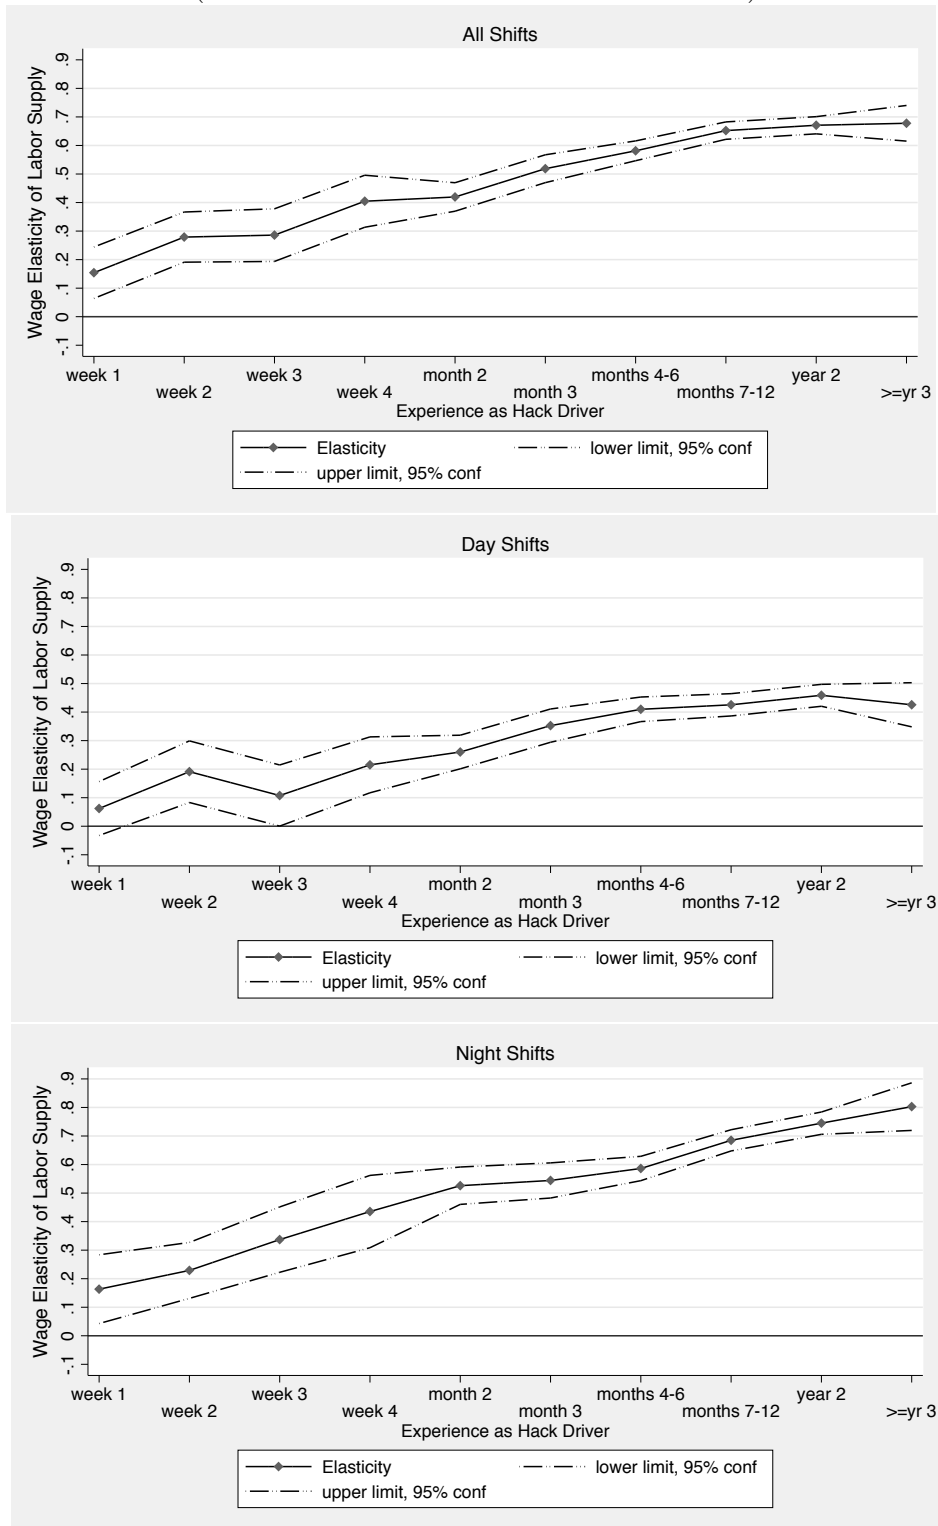 All Shifts
Wage Elasticity of Labor Supply
.9
.8
.7
.6
.5
.4
.3
.2
.1
0
-.1
week 1
week 2
week 3
week 4
month 2
month 3
months 4-6
months 7-12
year 2
>=yr 3
Experience as Hack Driver
Elasticity
lower limit, 95% conf
upper limit, 95% conf
Day Shifts
Wage Elasticity of Labor Supply
.9
.8
.7
.6
.5
.4
.3
.2
.1
0
-.1
week 1
week 2
week 3
week 4
month 2
month 3
months 4-6
months 7-12
year 2
>=yr 3
Experience as Hack Driver
Elasticity
lower limit, 95% conf
upper limit, 95% conf
Night Shifts
Wage Elasticity of Labor Supply
.9
.8
.7
.6
.5
.4
.3
.2
.1
0
-.1
week 1
week 2
week 3
week 4
month 2
month 3
months 4-6
months 7-12
year 2
>=yr 3
Experience as Hack Driver
Elasticity
lower limit, 95% conf
upper limit, 95% conf